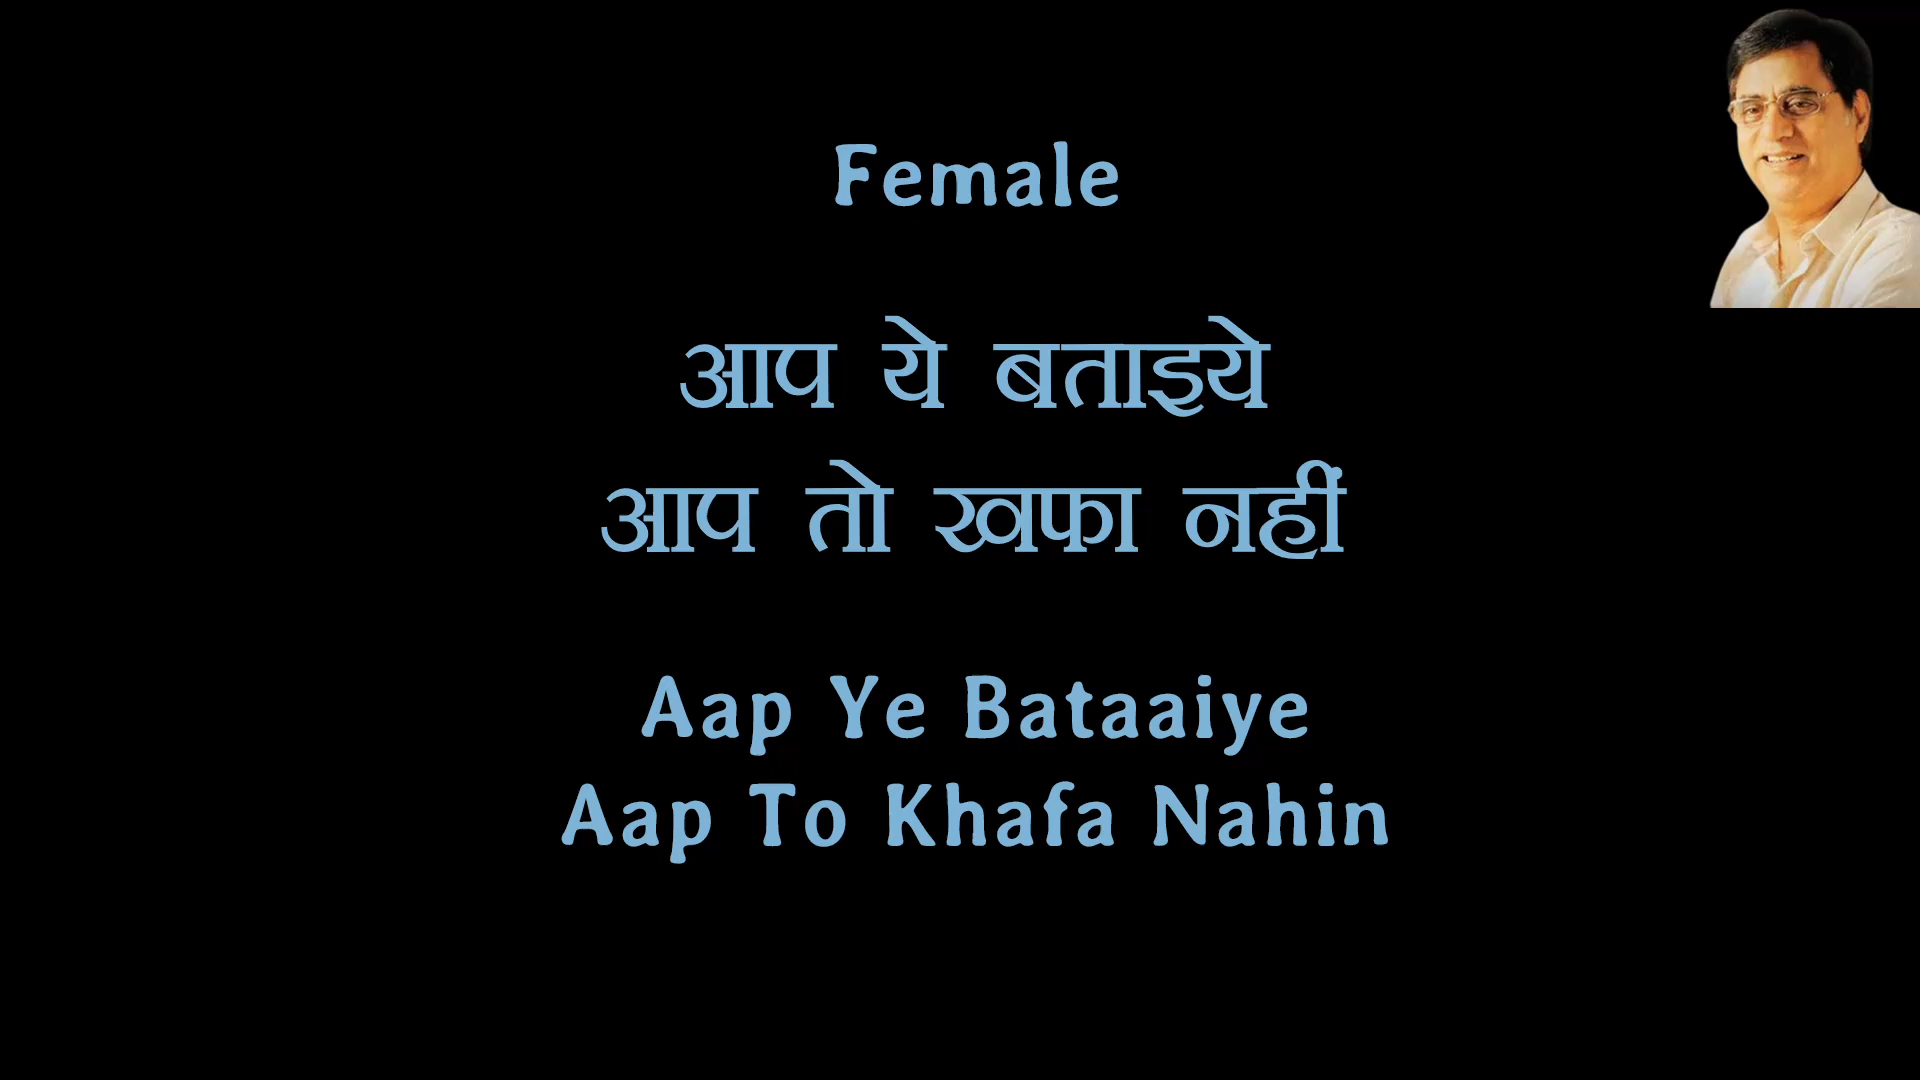 Female
आप ये बताइये
आप तो खफा नहीं
Aap Ye Bataaiye
Aap To Khafa Nahin